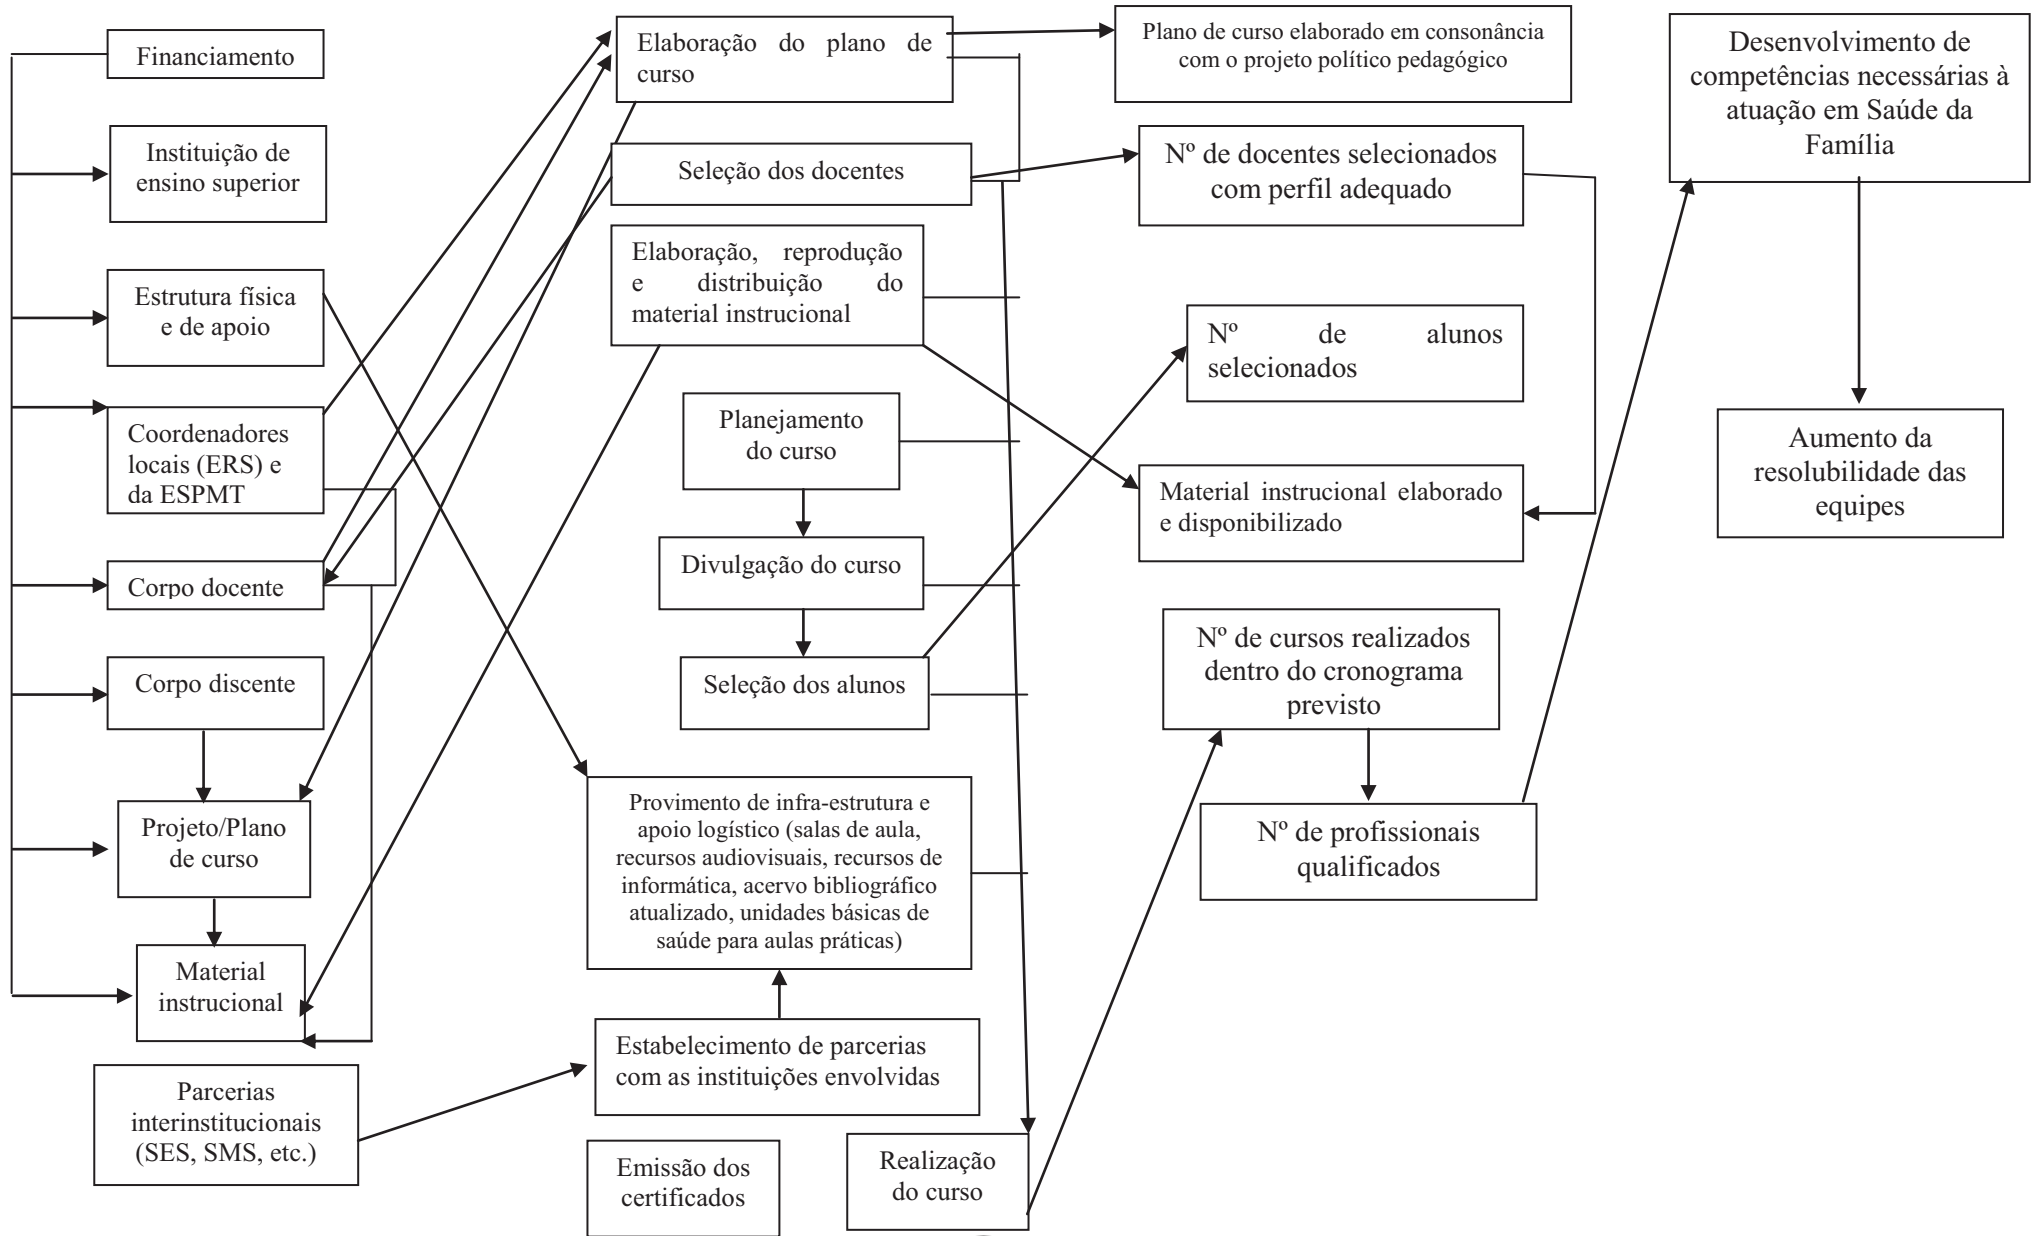 Financiamento
Instituição de
ensino superior
Estrutura física
e de apoio
Coordenadores
locais (ERS) e
da ESPMT
Corpo docente
Corpo discente
Projeto/Plano
de curso
Material
instrucional
Parcerias
interinstitucionais
(SES, SMS, etc.)
Elaboração do plano de
curso
Seleção dos docentes
Elaboração, reprodução
e distribuição do
material instrucional
Planejamento
do curso
Divulgação do curso
Seleção dos alunos
Provimento de infra-estrutura e
apoio logístico (salas de aula,
recursos audiovisuais, recursos de
informática, acervo bibliográfico
atualizado, unidades básicas de
saúde para aulas práticas)
Estabelecimento de parcerias
com as instituições envolvidas
Emissão dos
certificados
Realização
do curso
Plano de curso elaborado em consonância
com o projeto político pedagógico
Nº de docentes selecionados
com perfil adequado
Nº de alunos
selecionados
Material instrucional elaborado
e disponibilizado
Nº de cursos realizados
dentro do cronograma
previsto
Nº de profissionais
qualificados
Desenvolvimento de
competências necessárias à
atuação em Saúde da
Família
Aumento da
resolubilidade das
equipes